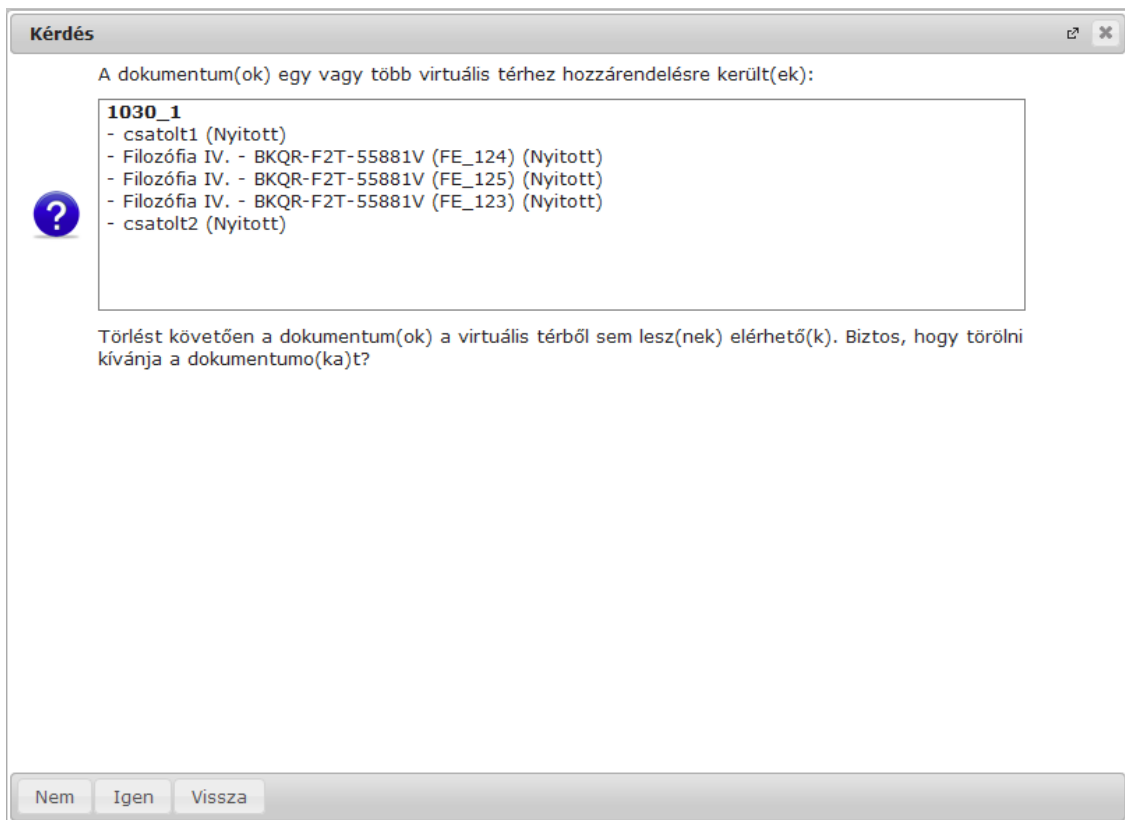 Kérdés
A dokumentum(ok) egy vagy több virtuális térhez hozzárendelésre került(ek):
1030_1
- csatolt1 (Nyitott)
- Filozófia IV. - BKQR-F2T-55881V (FE_124) (Nyitott)
- Filozófia IV. - BKQR-F2T-55881V (FE_125) (Nyitott)
- Filozófia IV. - BKQR-F2T-55881V (FE_123) (Nyitott)
- csatolt2 (Nyitott)
Törlést követően a dokumentum(ok) a virtuális térből sem lesz(nek) elérhető(k). Biztos, hogy törölni
kívánja a dokumentumo(ka)t?
Nem Igen Vissza